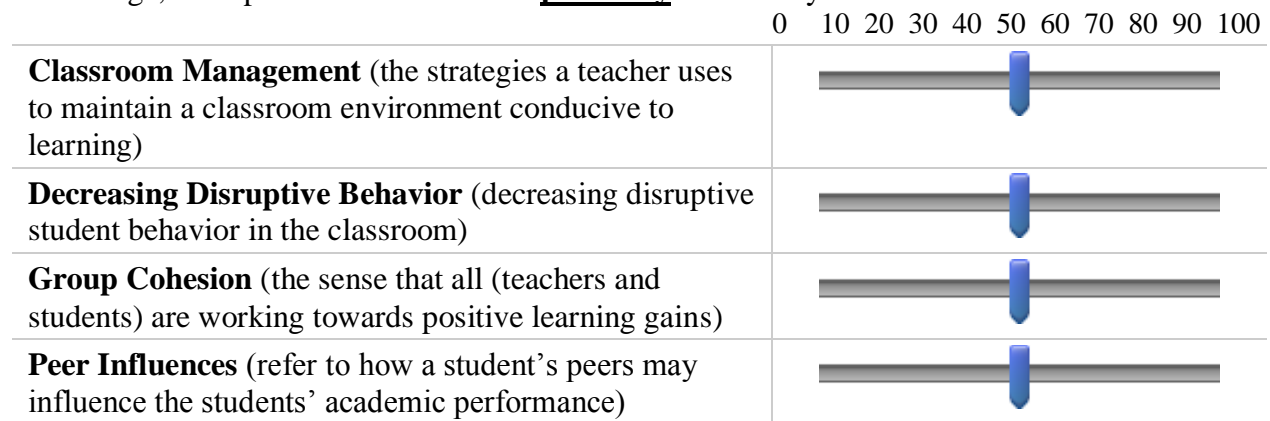 0 10 20 30 40 50 60 70 80 90 100
Classroom Management (the strategies a teacher uses
to maintain a classroom environment conducive to
learning)
Decreasing Disruptive Behavior (decreasing disruptive
student behavior in the classroom)
Group Cohesion (the sense that all (teachers and
students) are working towards positive learning gains)
Peer Influences (refer to how a student’s peers may
influence the students’ academic performance)